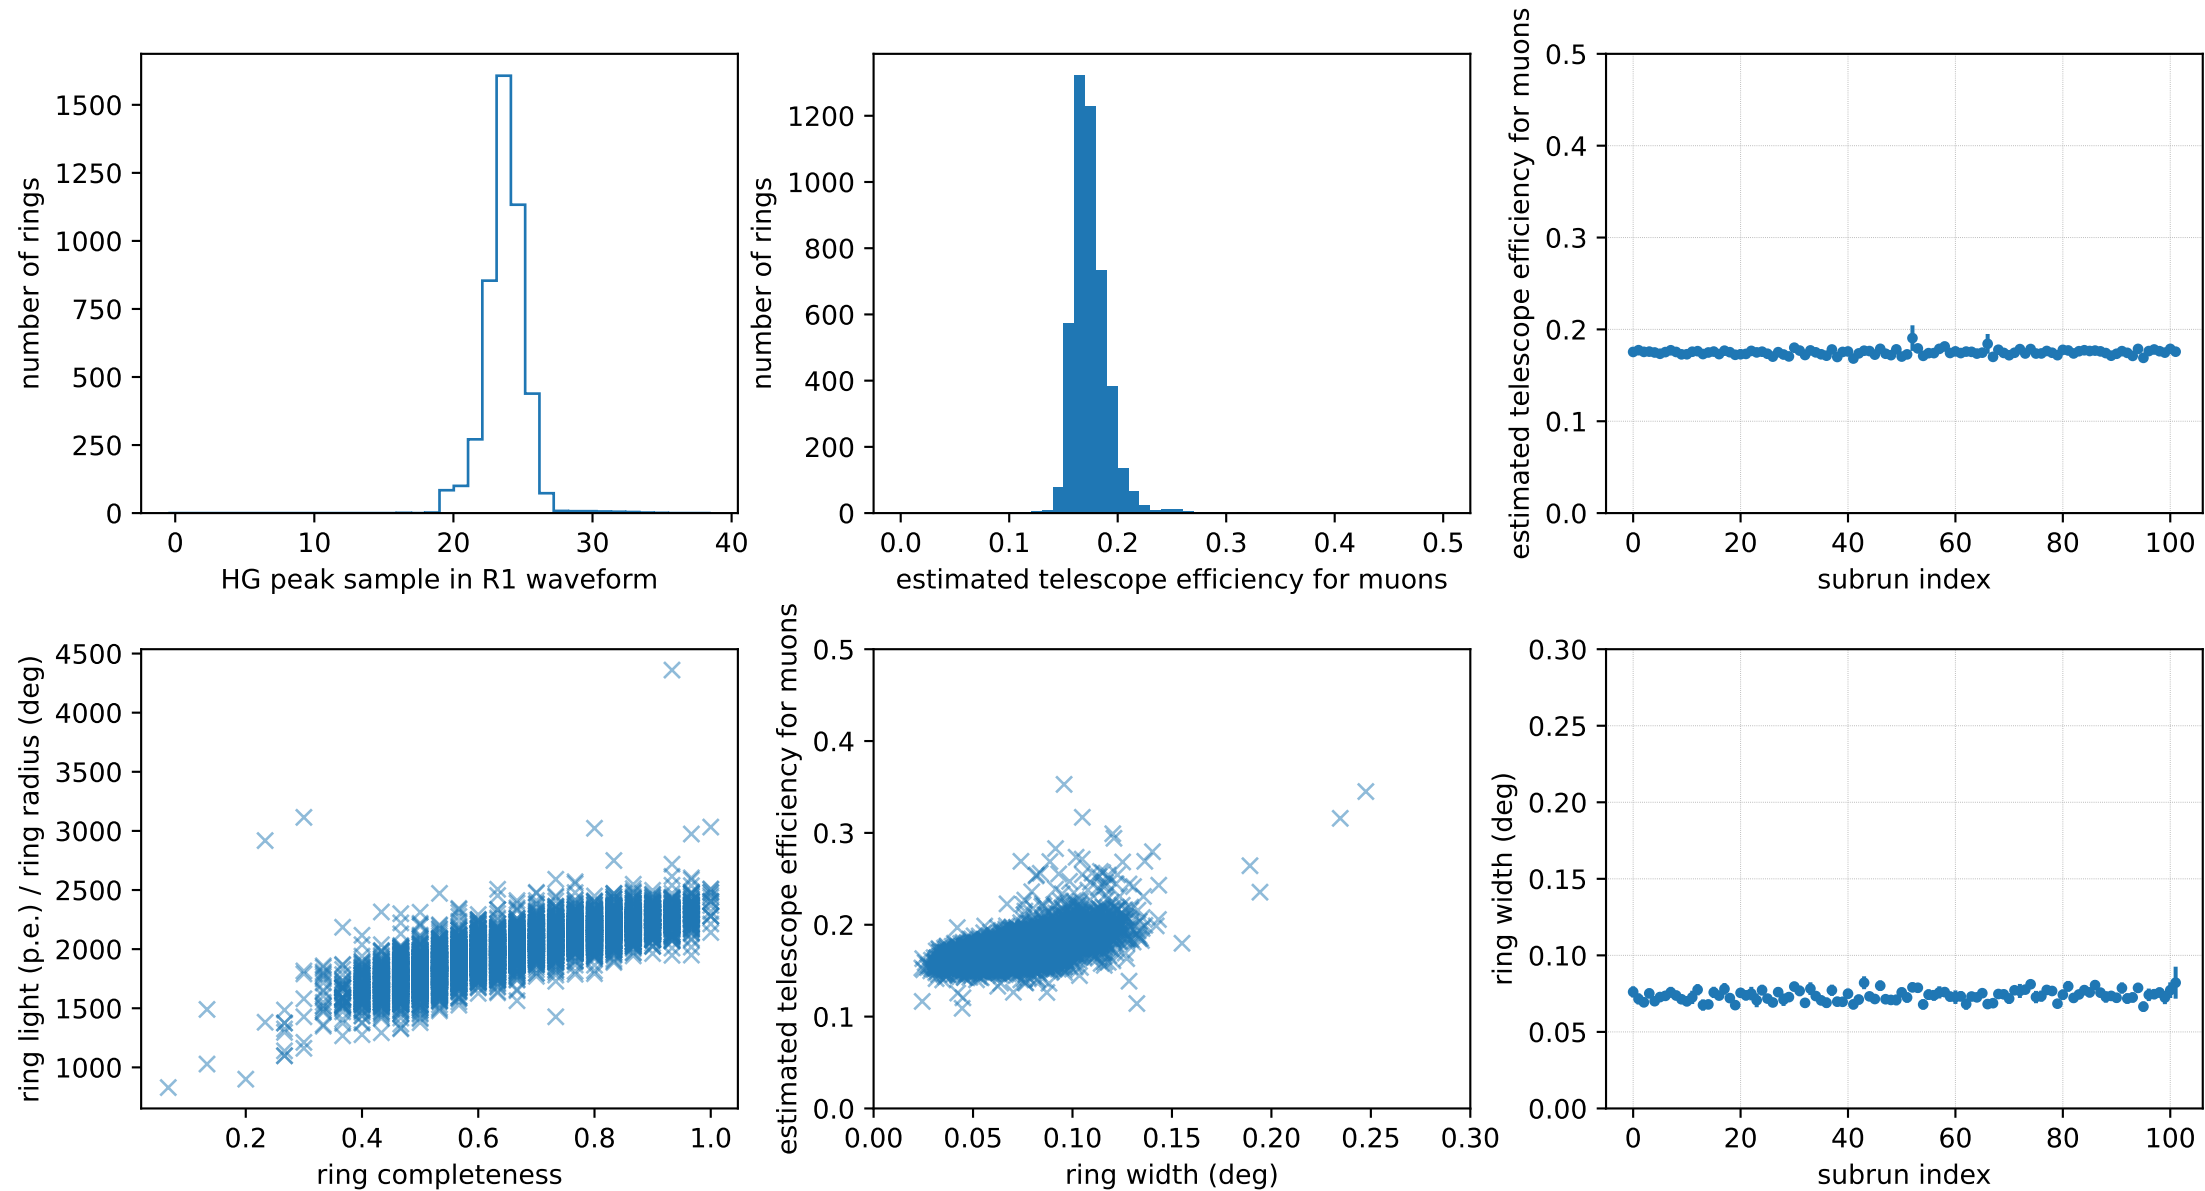 number of rings
1500
1250
1000
750
500
250
0
0 10 20 30 40
HG peak sample in R1 waveform
number of rings
1200
1000
800
600
400
200
0
0.0 0.1 0.2 0.3 0.4 0.5
estimated telescope efficiency for muons
estimated telescope efficiency for muons
0.5
0.4
0.3
0.2
0.1
0.0
0 20 40 60 80 100
subrun index
ring light (p.e.) / ring radius (deg)
4500
4000
3500
3000
2500
2000
1500
1000
0.2 0.4 0.6 0.8 1.0
ring completeness
estimated telescope efficiency for muons
0.5
0.4
0.3
0.2
0.1
0.0
0.00 0.05 0.10 0.15 0.20 0.25 0.30
ring width (deg)
ring width (deg)
0.30
0.25
0.20
0.15
0.10
0.05
0.00
0 20 40 60 80 100
subrun index